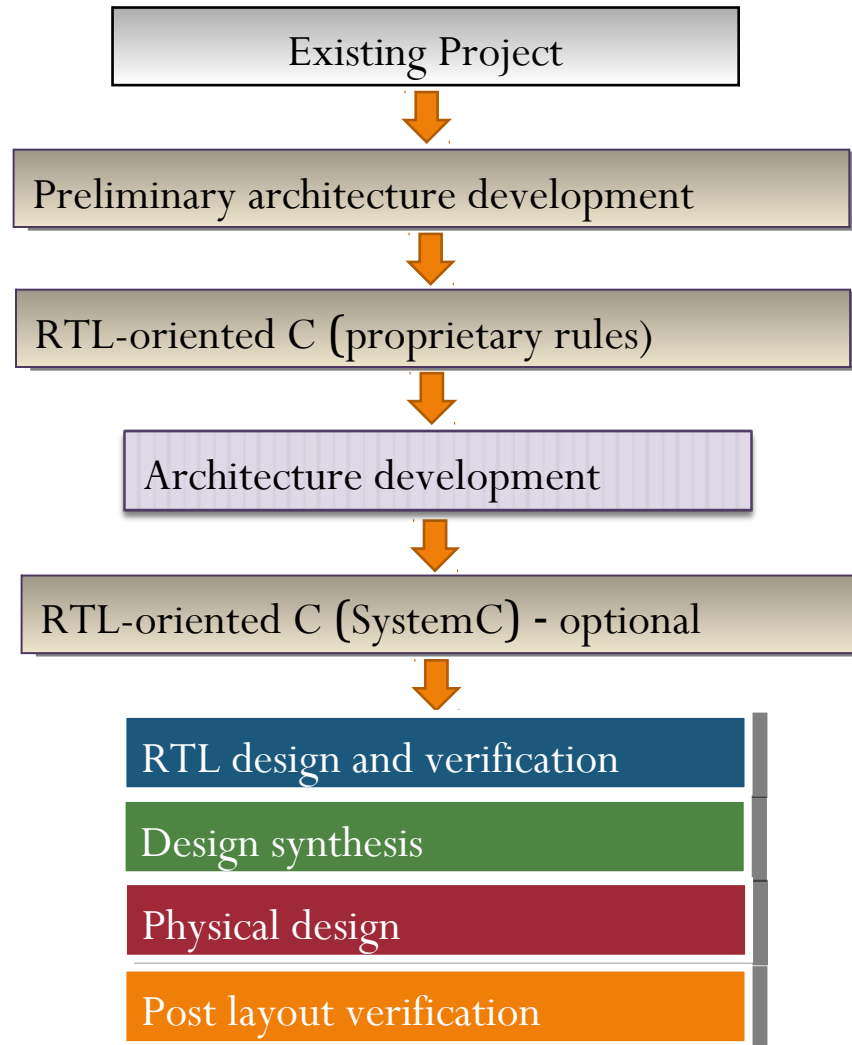 Existing Project
Preliminary architecture development
RTL-oriented C (proprietary rules)
Architecture development
RTL-oriented C (SystemC) - optional
RTL design and verification
Design synthesis
Physical design
Post layout verification